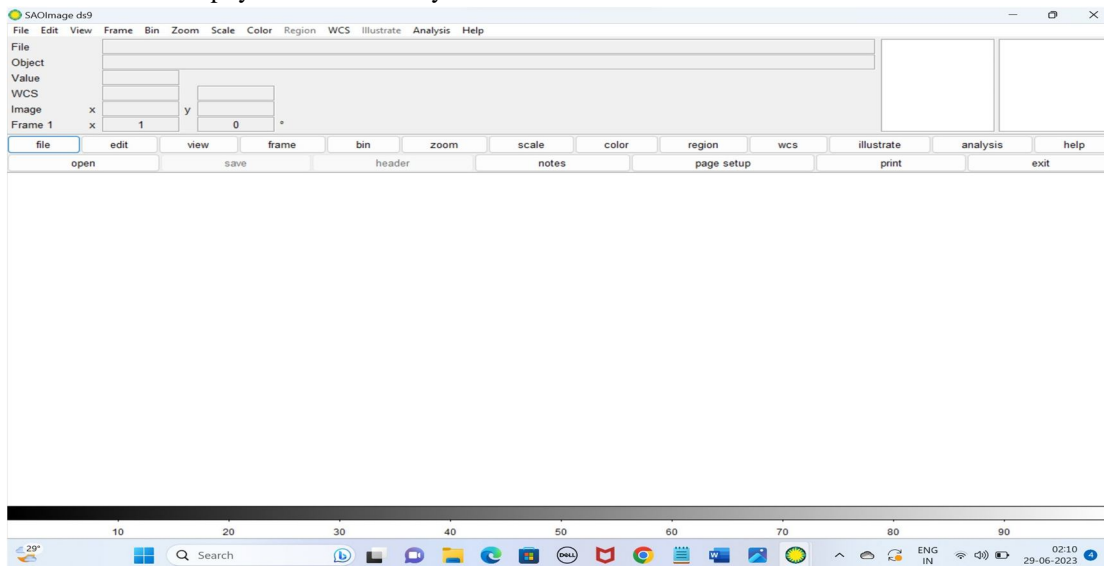 SAOImage ds9
File Edit View Frame Bin Zoom Scale Color Region WCS Illustrate Analysis Help
File
Object
Value
WCS
Image x y
Frame 1 x 1 0 °
file edit view frame bin zoom scale color region wcs illustrate analysis help
open save header notes page setup print exit
10 20 30 40 50 60 70 80 90
29° Search b DELL W ENG 02:10
IN 29-06-2023 4